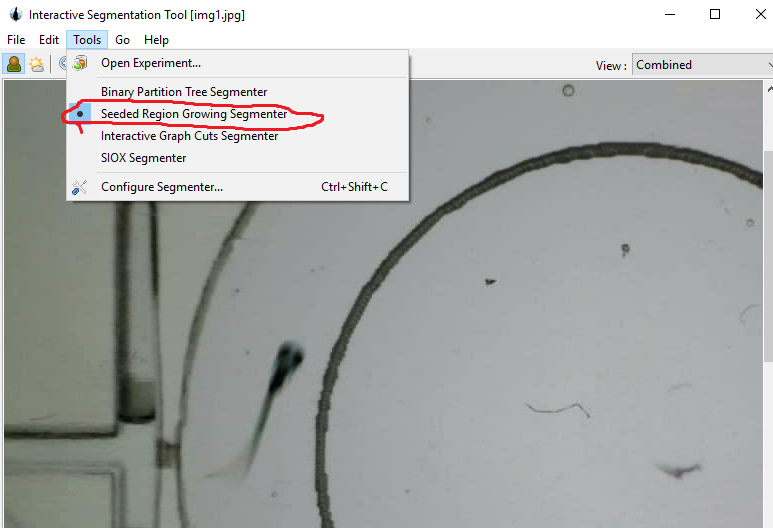 Interactive Segmentation Tool [img1.jpg]
File Edit Tools Go Help
View : Combined
Open Experiment...
Binary Partition Tree Segmenter
Seeded Region Growing Segmenter
Interactive Graph Cuts Segmenter
SIOX Segmenter
Configure Segmenter... Ctrl+Shift+C